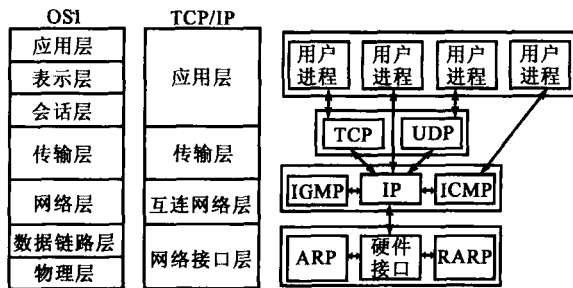 OSI TCP/IP
应用层
表示层
会话层
传输层
网络层
数据链路层
物理层
应用层
传输层
互连网络层
网络接口层
用户进程 用户进程 用户进程 用户进程
TCP UDP
IGMP IP ICMP
ARP 硬件接口 RARP